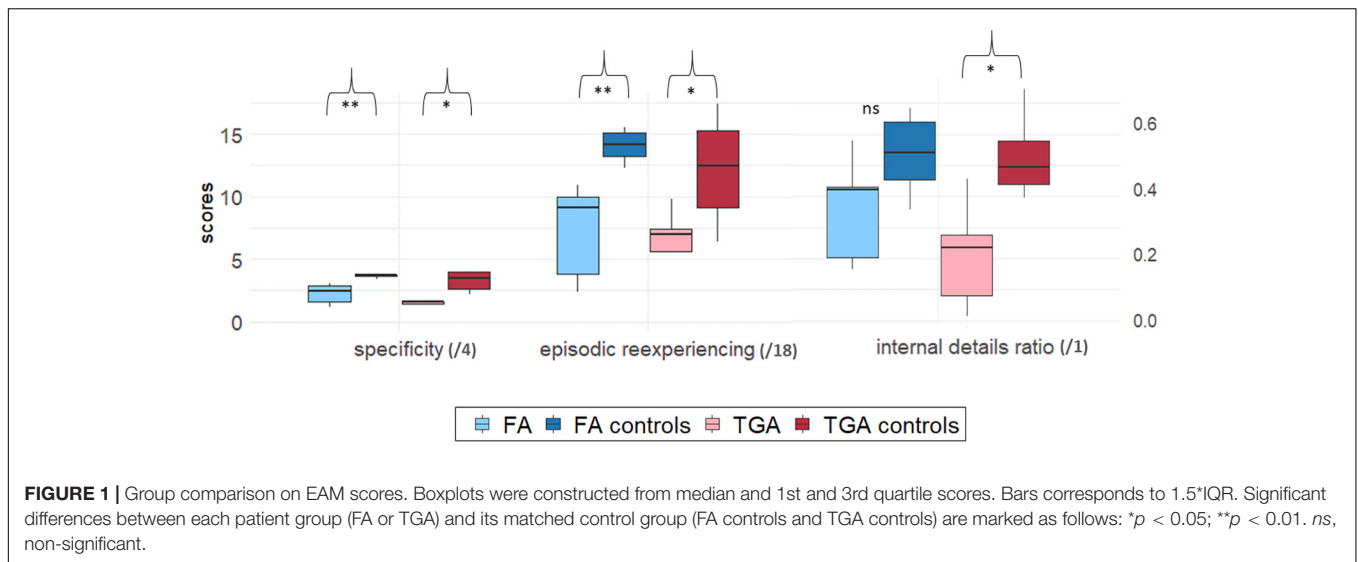 *
** * ** * ns
15 10 5 0
scores
0.6 0.4 0.2 0.0
specificity (/4) episodic reexperiencing (/18) internal details ratio (/1)
FA FA controls TGA TGA controls
FIGURE 1 | Group comparison on EAM scores. Boxplots were constructed from median and 1st and 3rd quartile scores. Bars corresponds to 1.5*IQR. Significant
differences between each patient group (FA or TGA) and its matched control group (FA controls and TGA controls) are marked as follows: *p < 0.05; **p < 0.01. ns,
non-significant.